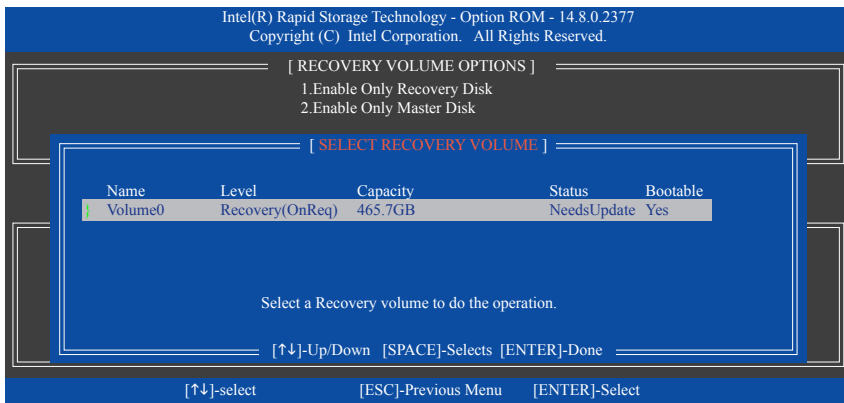 Intel(R) Rapid Storage Technology - Option ROM - 14.8.0.2377
Copyright (C) Intel Corporation. All Rights Reserved.
[ RECOVERY VOLUME OPTIONS ]
1.Enable Only Recovery Disk
2.Enable Only Master Disk
[ SELECT RECOVERY VOLUME ]
Name Level Capacity Status Bootable
} Volume0 Recovery(OnReq) 465.7GB NeedsUpdate Yes
Select a Recovery volume to do the operation.
[↑↓]-Up/Down [SPACE]-Selects [ENTER]-Done
[↑↓]-select [ESC]-Previous Menu [ENTER]-Select